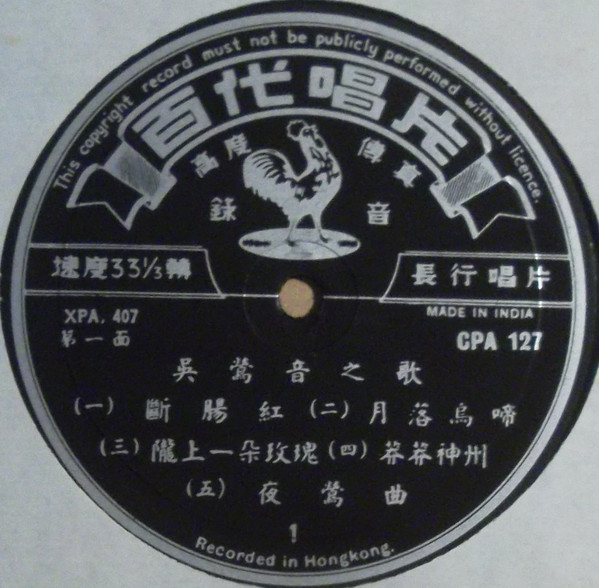 This copyright record must not be publicly performed without licence.
百代唱片
高度 傳真
錄 音
速度33⅓轉
長行唱片
XPA. 407
第一面
MADE IN INDIA
CPA 127
吳鶯音之歌
(一) 斷腸紅 (二) 月落烏啼
(三) 隴上一朶玫瑰 (四) 莽莽神州
(五) 夜鶯曲
1
Recorded in Hongkong.